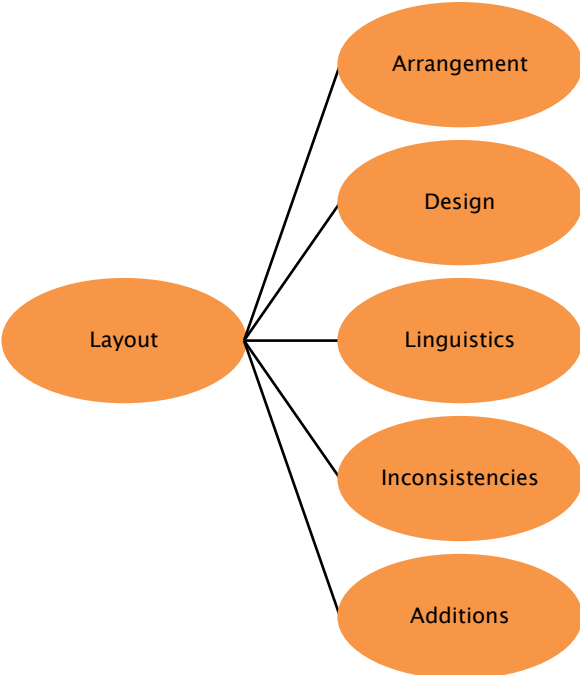 Arrangement
Design
Layout
Linguistics
Inconsistencies
Additions